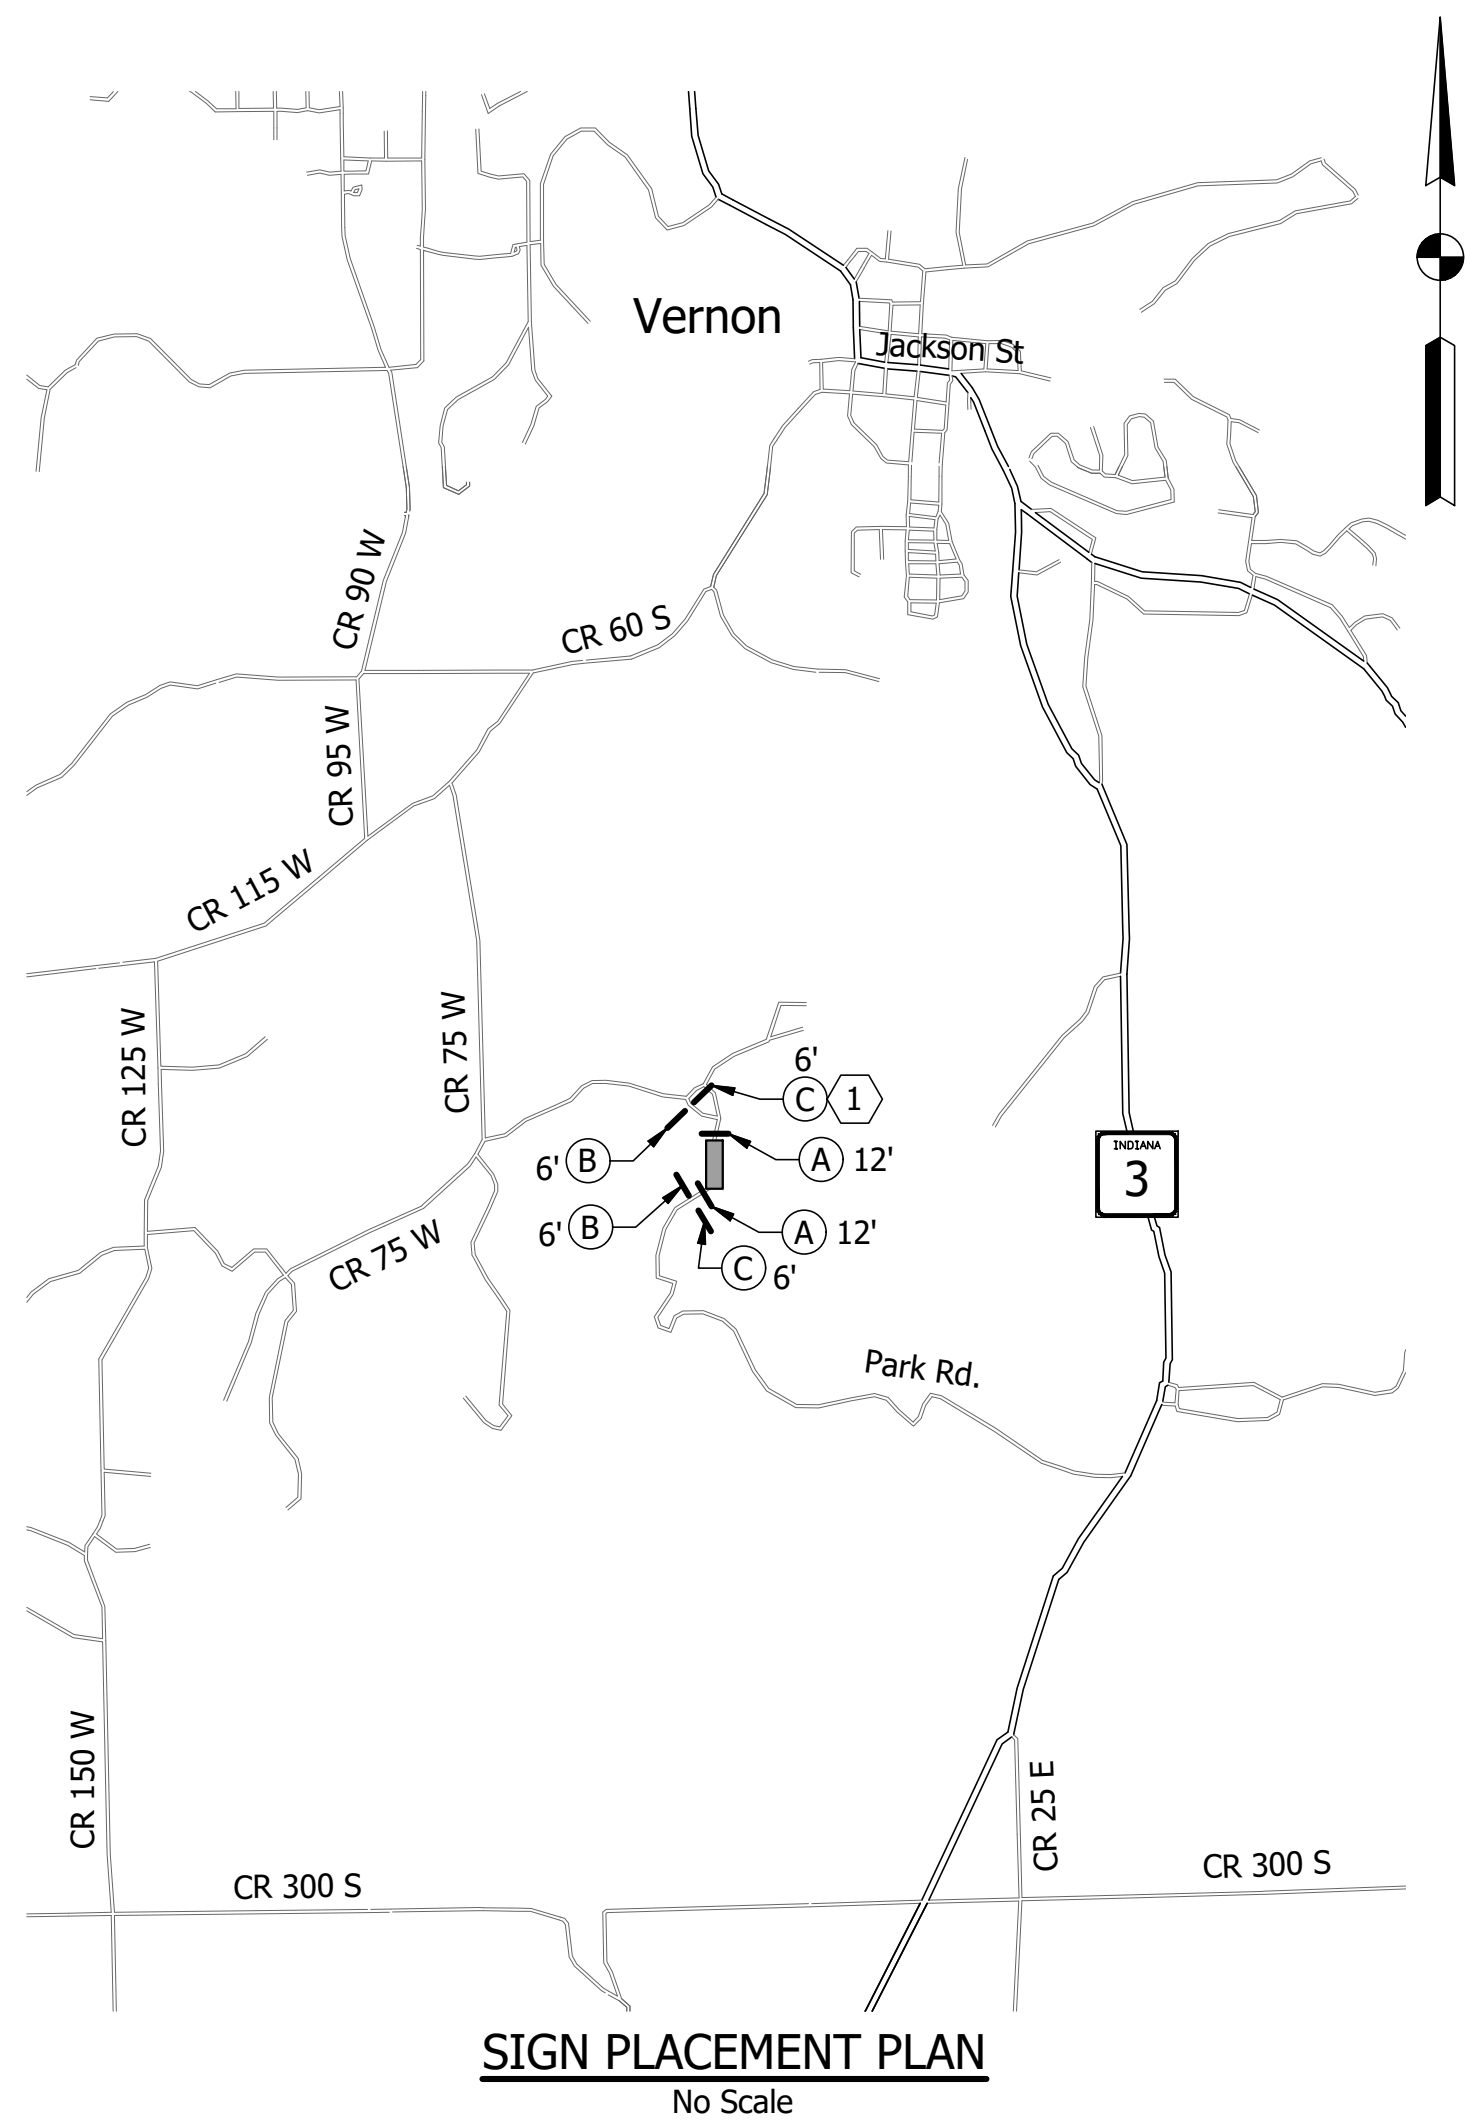 Vernon
Jackson St
CR 90 W
CR 60 S
CR 95 W
CR 115 W
CR 125 W
CR 75 W
6'
C 1
6' B
A 12'
6' B
A 12'
C 6'
INDIANA
3
CR 75 W
Park Rd.
CR 150 W
CR 25 E
CR 300 S
CR 300 S
SIGN PLACEMENT PLAN
No Scale